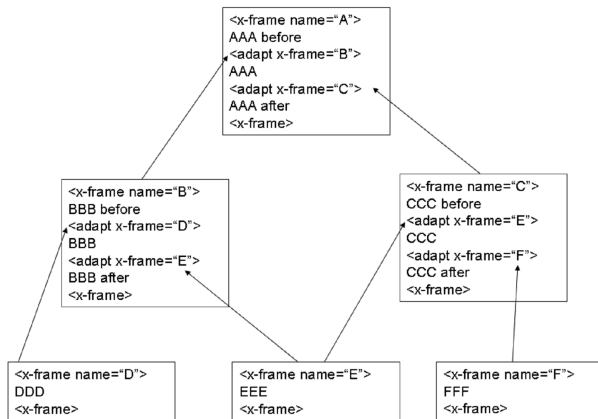 <x-frame name=“A”>
AAA before
<adapt x-frame=“B”>
AAA
<adapt x-frame=“C”>
AAA after
<x-frame>
<x-frame name=“B”>
BBB before
<adapt x-frame=“D”>
BBB
<adapt x-frame=“E”>
BBB after
<x-frame>
<x-frame name=“C”>
CCC before
<adapt x-frame=“E”>
CCC
<adapt x-frame=“F”>
CCC after
<x-frame>
<x-frame name=“D”>
DDD
<x-frame>
<x-frame name=“E”>
EEE
<x-frame>
<x-frame name=“F”>
FFF
<x-frame>